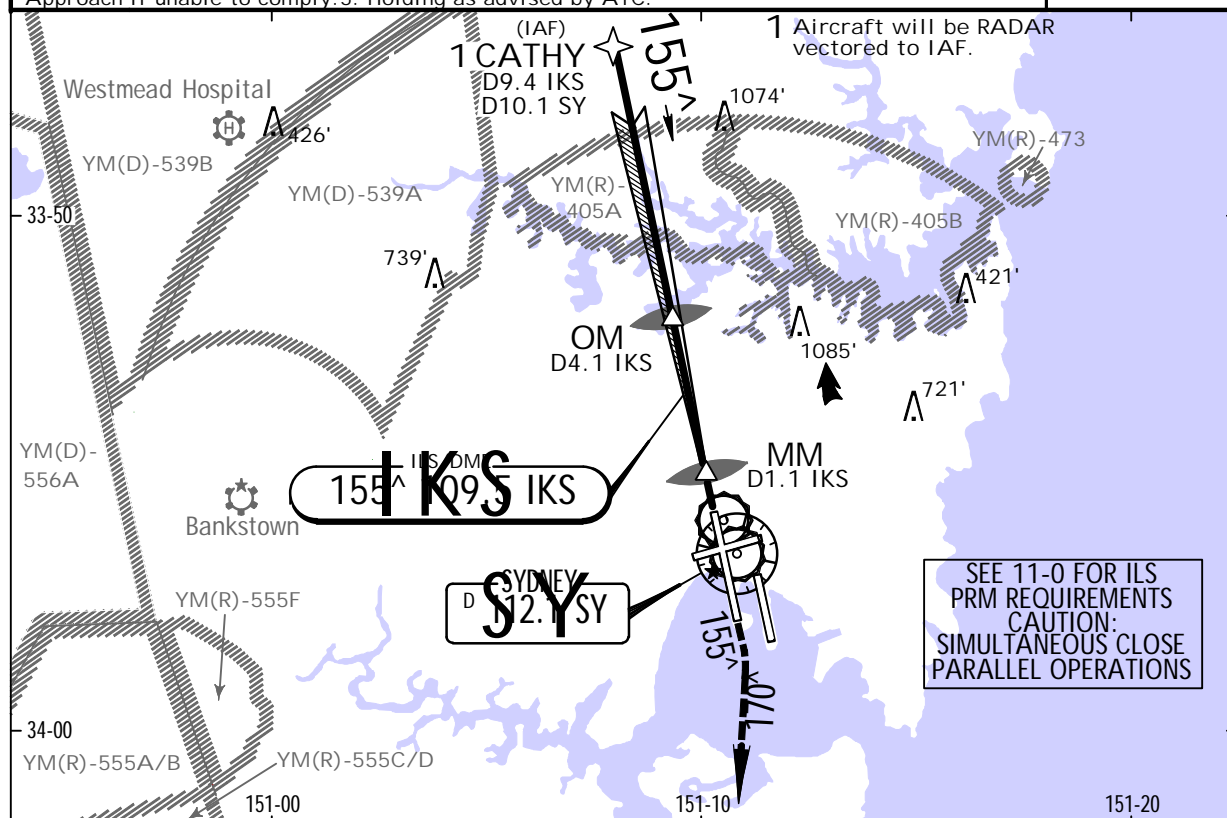 Approach if unable to comply.3. Holding as advised by ATC.
(IAF)
1 CATHY
D9.4 IKS
D10.1 SY
155^
1 Aircraft will be RADAR
vectored to IAF.
Westmead Hospital
H
426'
1074'
YM(R)-473
YM(D)-539B
YM(D)-539A
YM(R)-
405A
YM(R)-405B
33-50
739'
421'
OM
D4.1 IKS
1085'
721'
YM(D)-
556A
MM
D1.1 IKS
ILS DME
155^ 109.5 IKS
IKS
Bankstown
SYDNEY
D 112.1 SY
SY
SEE 11-0 FOR ILS
PRM REQUIREMENTS
CAUTION:
SIMULTANEOUS CLOSE
PARALLEL OPERATIONS
YM(R)-555F
155^
170^
34-00
YM(R)-555A/B
YM(R)-555C/D
151-00
151-10
151-20